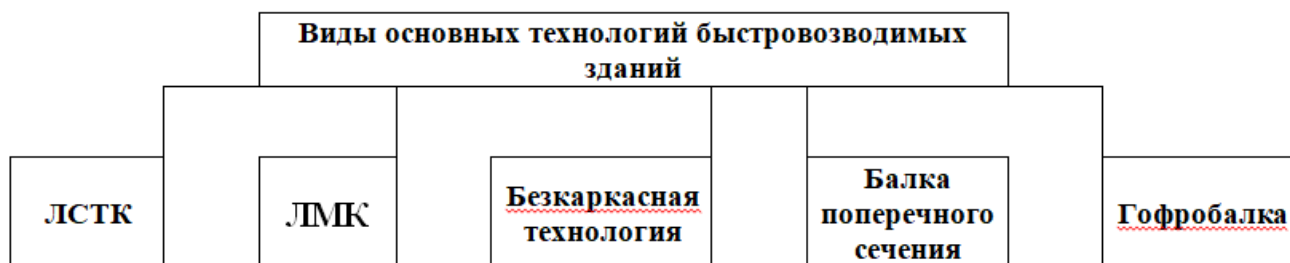 Виды основных технологий быстровозводимых
зданий
ЛСТК
ЛМК
Безкаркасная
технология
Балка
поперечного
сечения
Гофробалка